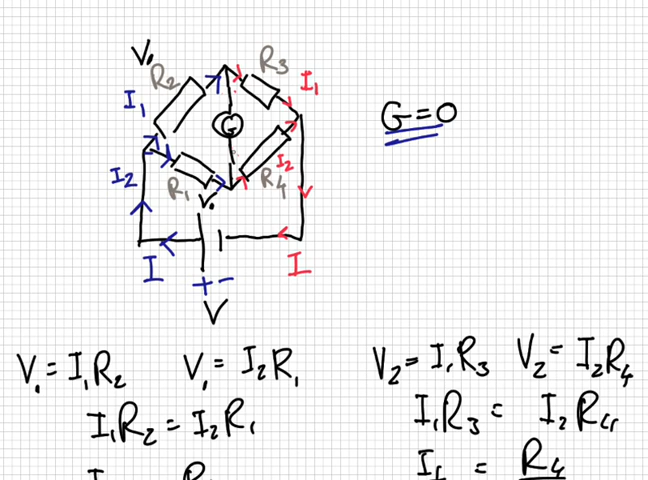 V₁
R₂
R₃
I₁
I₁
G
G=0
I₂
R₁
I₂
R₄
V₁
I
I
+ −
V
V₁ = I₁R₂ V₁ = I₂R₁
V₂ = I₁R₃ V₂ = I₂R₄
I₁R₂ = I₂R₁
I₁R₃ = I₂R₄
I₁ = R₄